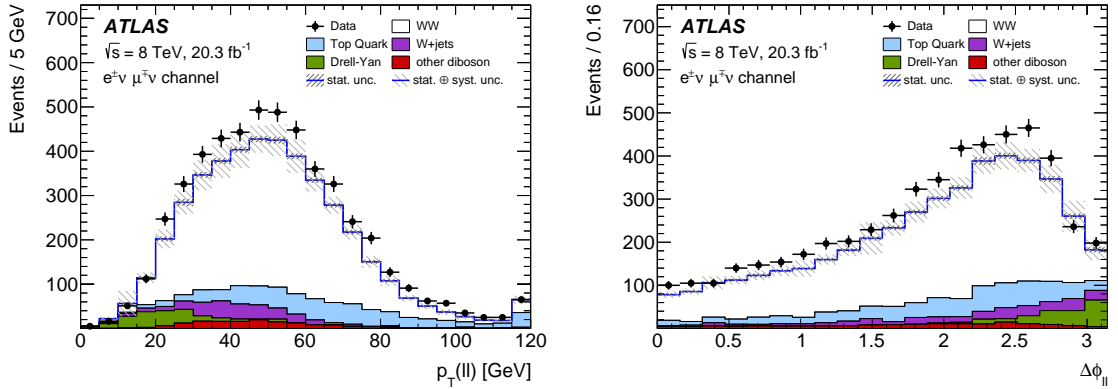 Events / 5 GeV
700
600
500
400
300
200
100
ATLAS
√s = 8 TeV, 20.3 fb⁻¹
e±ν μ∓ν channel
Data
WW
Top Quark
W+jets
Drell-Yan
other diboson
stat. unc.
stat. ⊕ syst. unc.
0 20 40 60 80 100 120
p_T(ll) [GeV]
Events / 0.16
700
600
500
400
300
200
100
ATLAS
√s = 8 TeV, 20.3 fb⁻¹
e±ν μ∓ν channel
Data
WW
Top Quark
W+jets
Drell-Yan
other diboson
stat. unc.
stat. ⊕ syst. unc.
0 0.5 1 1.5 2 2.5 3
Δϕ_ll